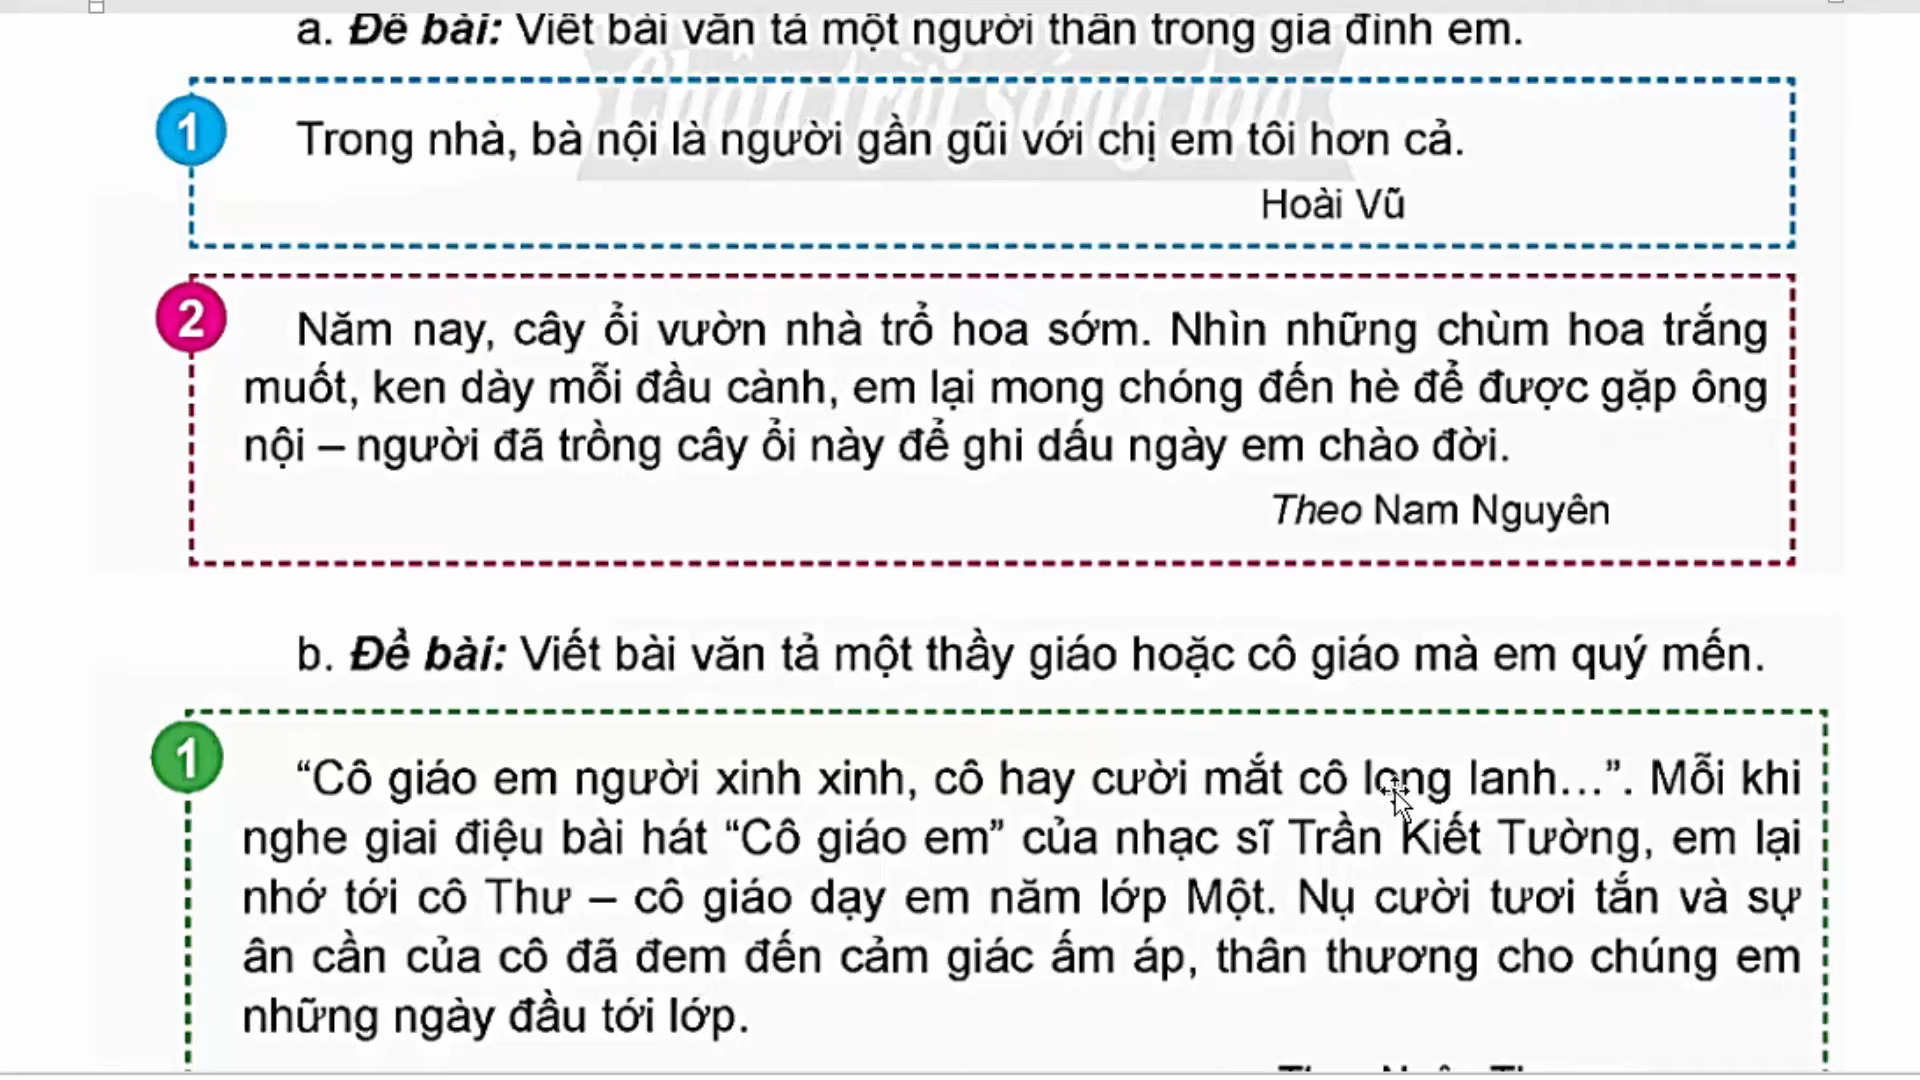 a. Đề bài: Viết bài văn tả một người thân trong gia đình em.
Chân trời sáng tạo
1
Trong nhà, bà nội là người gần gũi với chị em tôi hơn cả.
Hoài Vũ
2
Năm nay, cây ổi vườn nhà trổ hoa sớm. Nhìn những chùm hoa trắng
muốt, ken dày mỗi đầu cành, em lại mong chóng đến hè để được gặp ông
nội – người đã trồng cây ổi này để ghi dấu ngày em chào đời.
Theo Nam Nguyên
b. Đề bài: Viết bài văn tả một thầy giáo hoặc cô giáo mà em quý mến.
1
“Cô giáo em người xinh xinh, cô hay cười mắt cô long lanh...”. Mỗi khi
nghe giai điệu bài hát “Cô giáo em” của nhạc sĩ Trần Kiết Tường, em lại
nhớ tới cô Thư – cô giáo dạy em năm lớp Một. Nụ cười tươi tắn và sự
ân cần của cô đã đem đến cảm giác ấm áp, thân thương cho chúng em
những ngày đầu tới lớp.